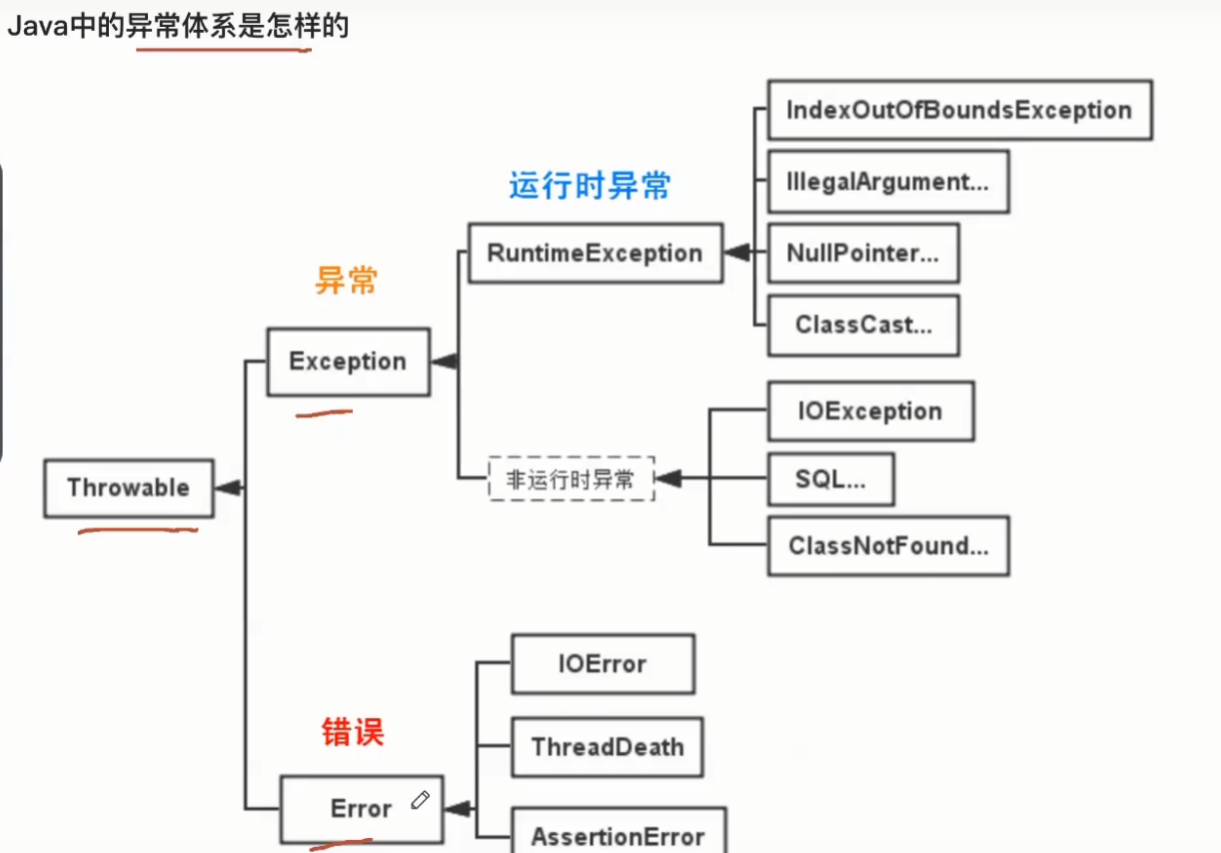 Java中的异常体系是怎样的
IndexOutOfBoundsException
运行时异常
IllegalArgument...
RuntimeException
NullPointer...
异常
ClassCast...
Exception
IOException
非运行时异常
SQL...
Throwable
ClassNotFound...
IOError
错误
ThreadDeath
Error
AssertionError